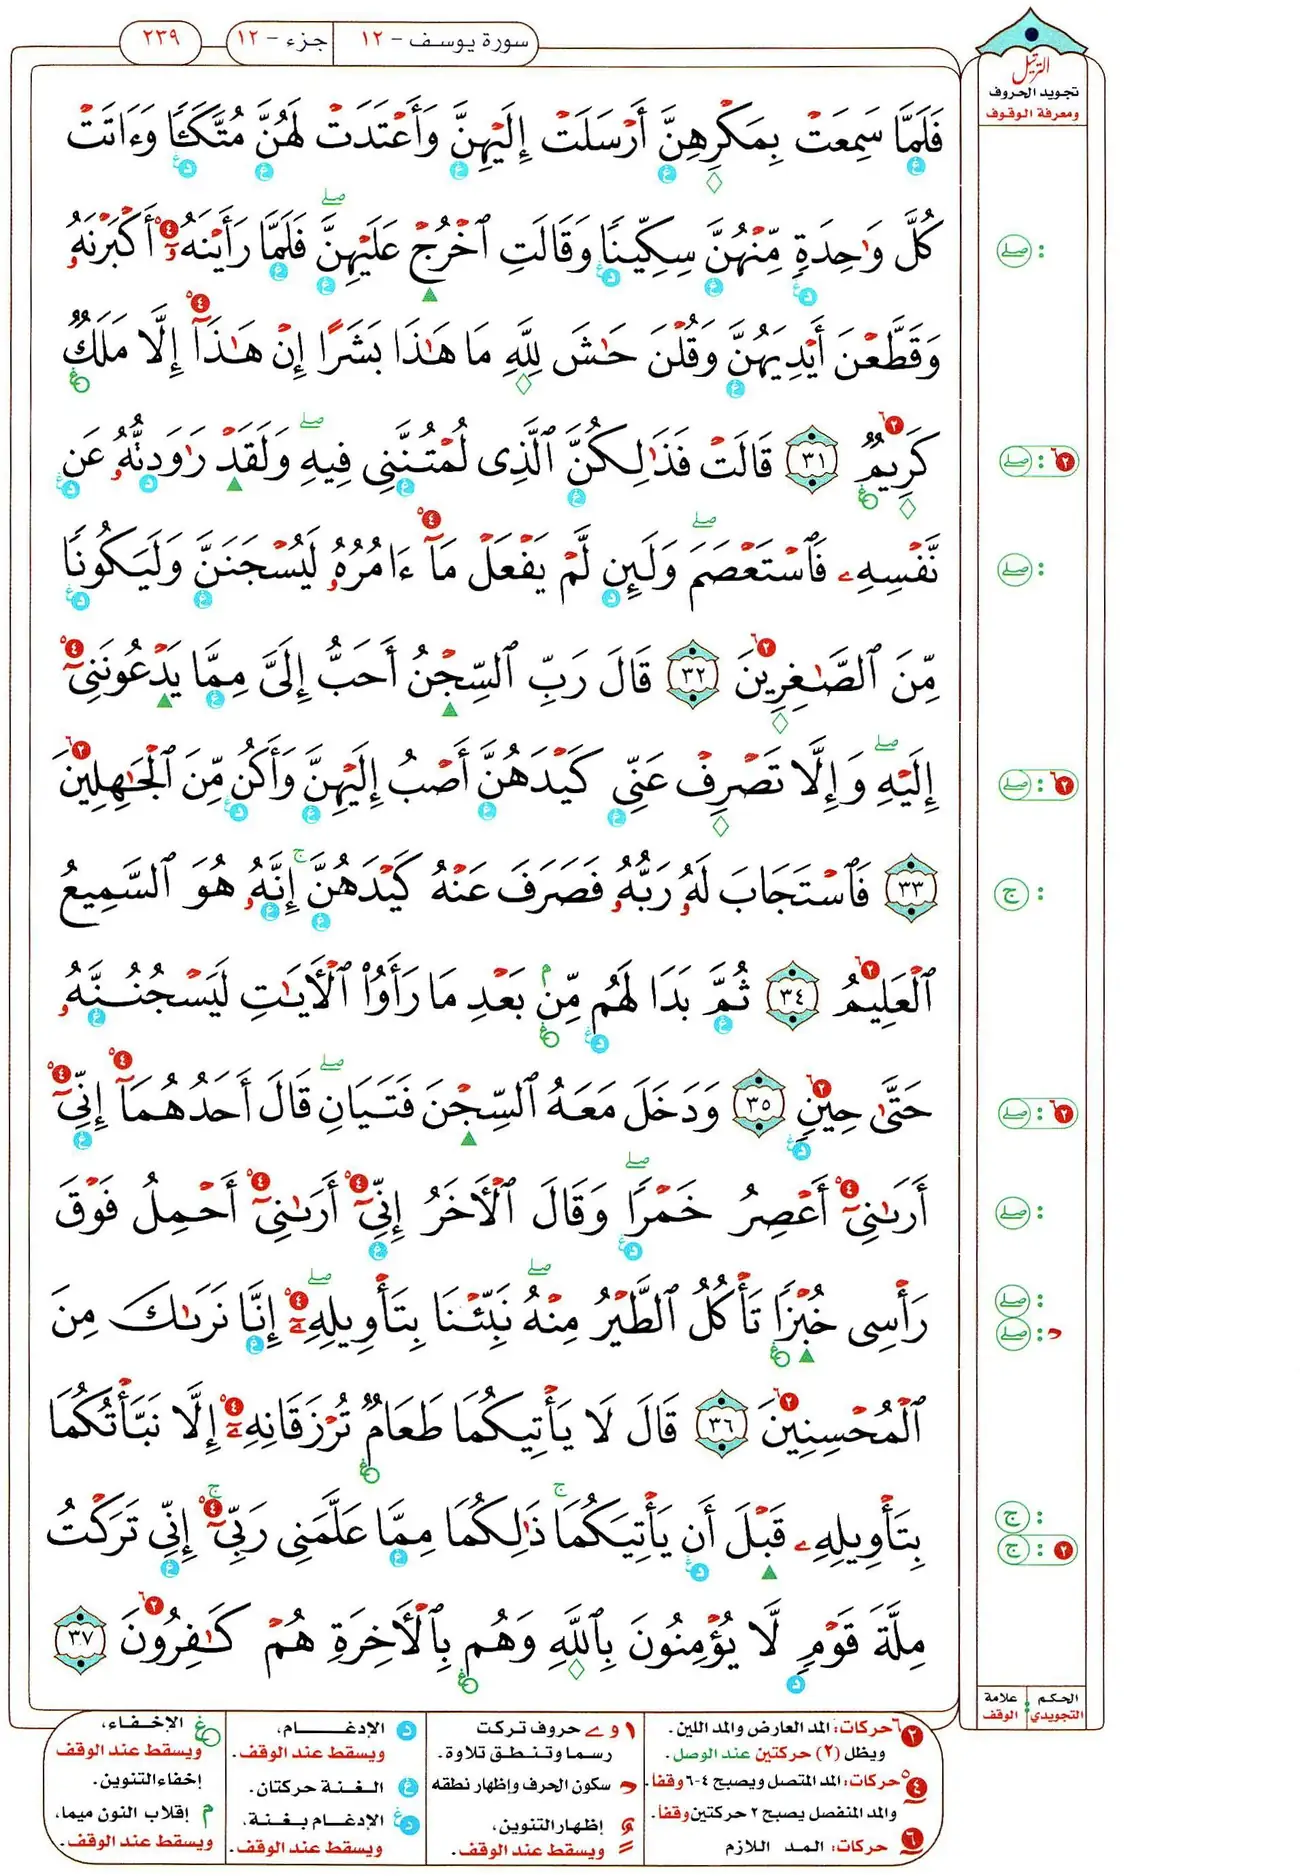 سورة يوسف - ١٢
جزء - ١٢
٢٣٩
الترتيل
تجويد الحروف
ومعرفة الوقوف
فَلَمَّا سَمِعَتْ بِمَكْرِهِنَّ أَرْسَلَتْ إِلَيْهِنَّ وَأَعْتَدَتْ لَهُنَّ مُتَّكَـًٔا وَءَاتَتْ
كُلَّ وَٰحِدَةٍ مِّنْهُنَّ سِكِّينًا وَقَالَتِ ٱخْرُجْ عَلَيْهِنَّ ۖ فَلَمَّا رَأَيْنَهُۥٓ أَكْبَرْنَهُۥ
وَقَطَّعْنَ أَيْدِيَهُنَّ وَقُلْنَ حَـٰشَ لِلَّهِ مَا هَـٰذَا بَشَرًا إِنْ هَـٰذَآ إِلَّا مَلَكٌ
كَرِيمٌ ٣١ قَالَتْ فَذَٰلِكُنَّ ٱلَّذِى لُمْتُنَّنِى فِيهِ ۖ وَلَقَدْ رَٰوَدتُّهُۥ عَن
نَّفْسِهِۦ فَٱسْتَعْصَمَ ۖ وَلَئِن لَّمْ يَفْعَلْ مَآ ءَامُرُهُۥ لَيُسْجَنَنَّ وَلَيَكُونًا
مِّنَ ٱلصَّـٰغِرِينَ ٣٢ قَالَ رَبِّ ٱلسِّجْنُ أَحَبُّ إِلَىَّ مِمَّا يَدْعُونَنِىٓ
إِلَيْهِ ۖ وَإِلَّا تَصْرِفْ عَنِّى كَيْدَهُنَّ أَصْبُ إِلَيْهِنَّ وَأَكُن مِّنَ ٱلْجَـٰهِلِينَ
٣٣ فَٱسْتَجَابَ لَهُۥ رَبُّهُۥ فَصَرَفَ عَنْهُ كَيْدَهُنَّ ۚ إِنَّهُۥ هُوَ ٱلسَّمِيعُ
ٱلْعَلِيمُ ٣٤ ثُمَّ بَدَا لَهُم مِّنۢ بَعْدِ مَا رَأَوُا۟ ٱلْـَٔايَـٰتِ لَيَسْجُنُنَّهُۥ
حَتَّىٰ حِينٍ ٣٥ وَدَخَلَ مَعَهُ ٱلسِّجْنَ فَتَيَانِ ۖ قَالَ أَحَدُهُمَآ إِنِّىٓ
أَرَىٰنِىٓ أَعْصِرُ خَمْرًا ۖ وَقَالَ ٱلْـَٔاخَرُ إِنِّىٓ أَرَىٰنِىٓ أَحْمِلُ فَوْقَ
رَأْسِى خُبْزًا تَأْكُلُ ٱلطَّيْرُ مِنْهُ ۖ نَبِّئْنَا بِتَأْوِيلِهِۦٓ ۖ إِنَّا نَرَىٰكَ مِنَ
ٱلْمُحْسِنِينَ ٣٦ قَالَ لَا يَأْتِيكُمَا طَعَامٌ تُرْزَقَانِهِۦٓ إِلَّا نَبَّأْتُكُمَا
بِتَأْوِيلِهِۦ قَبْلَ أَن يَأْتِيَكُمَا ۚ ذَٰلِكُمَا مِمَّا عَلَّمَنِى رَبِّىٓ ۚ إِنِّى تَرَكْتُ
مِلَّةَ قَوْمٍ لَّا يُؤْمِنُونَ بِٱللَّهِ وَهُم بِٱلْـَٔاخِرَةِ هُمْ كَـٰفِرُونَ ٣٧
الحكم التجويدي : علامة الوقف
٢ ٦ حركات: المد العارض والمد اللين.
ويظل (٢) حركتين عند الوصل.
٤ ٥ حركات: المد المتصل ويصبح ٤-٦ وقفاً.
والمد المنفصل يصبح ٢ حركتين وقفاً.
٦ حركات: المد اللازم
ا و ے حروف تركت
رسما وتنطق تلاوة.
سكون الحرف وإظهار نطقه
إظهار التنوين،
ويسقط عند الوقف.
د الإدغام،
ويسقط عند الوقف.
غ الغنة حركتان.
دغ الإدغام بغنة،
ويسقط عند الوقف.
الإخفاء،
ويسقط عند الوقف
إخفاء التنوين.
م إقلاب النون ميما،
ويسقط عند الوقف.